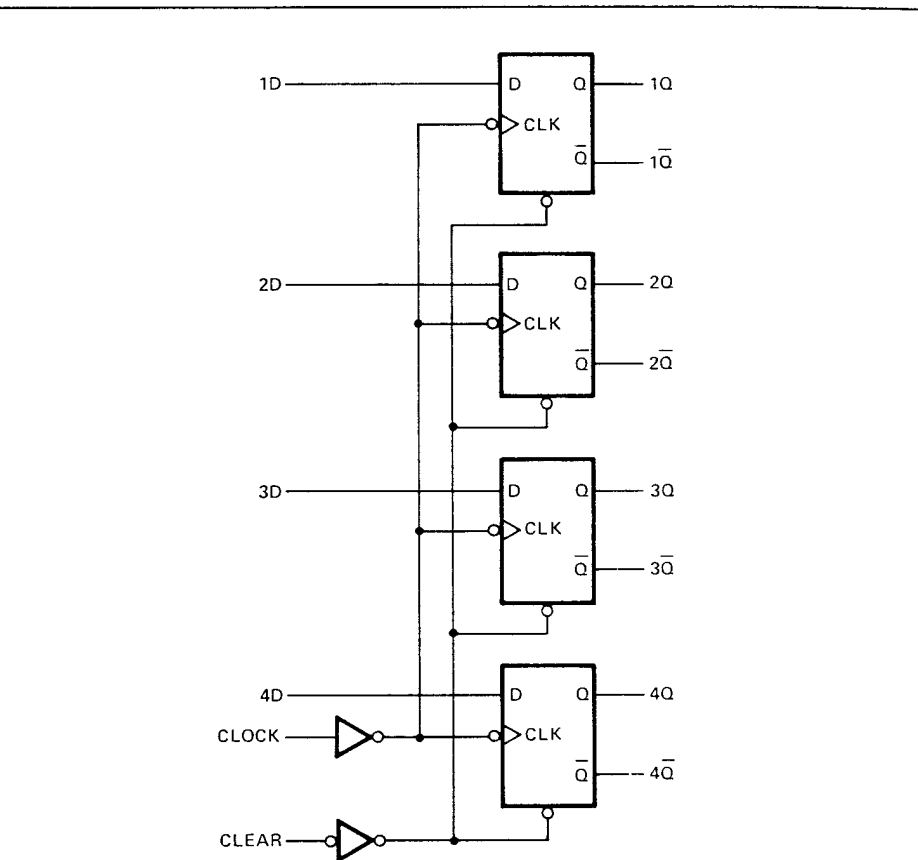 1D D Q 1Q
CLK
Q̅ 1Q̅
2D D Q 2Q
CLK
Q̅ 2Q̅
3D D Q 3Q
CLK
Q̅ 3Q̅
4D D Q 4Q
CLOCK CLK
Q̅ 4Q̅
CLEAR